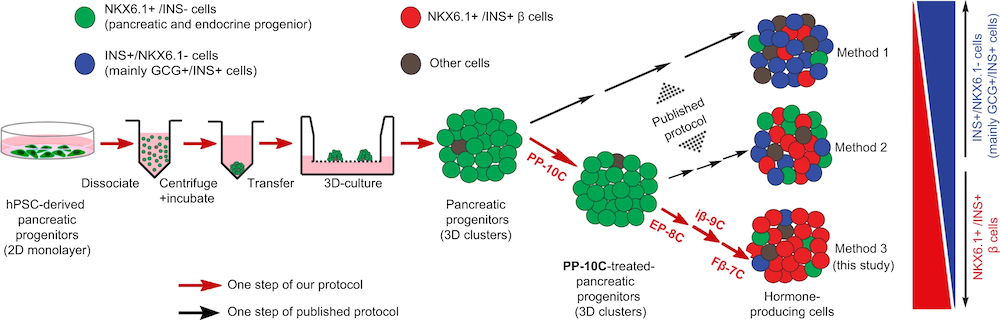 NKX6.1+ /INS- cells
(pancreatic and endocrine progenior)
INS+/NKX6.1- cells
(mainly GCG+/INS+ cells)
NKX6.1+ /INS+ β cells
Other cells
Dissociate
Centrifuge
+incubate
Transfer
3D-culture
hPSC-derived
pancreatic
progenitors
(2D monolayer)
Pancreatic
progenitors
(3D clusters)
PP-10C
Published
protocol
PP-10C-treated-
pancreatic
progenitors
(3D clusters)
EP-8C
iβ-9C
Fβ-7C
Method 1
Method 2
Method 3
(this study)
Hormone-
producing cells
INS+/NKX6.1- cells
(mainly GCG+/INS+ cells)
NKX6.1+ /INS+
β cells
One step of our protocol
One step of published protocol